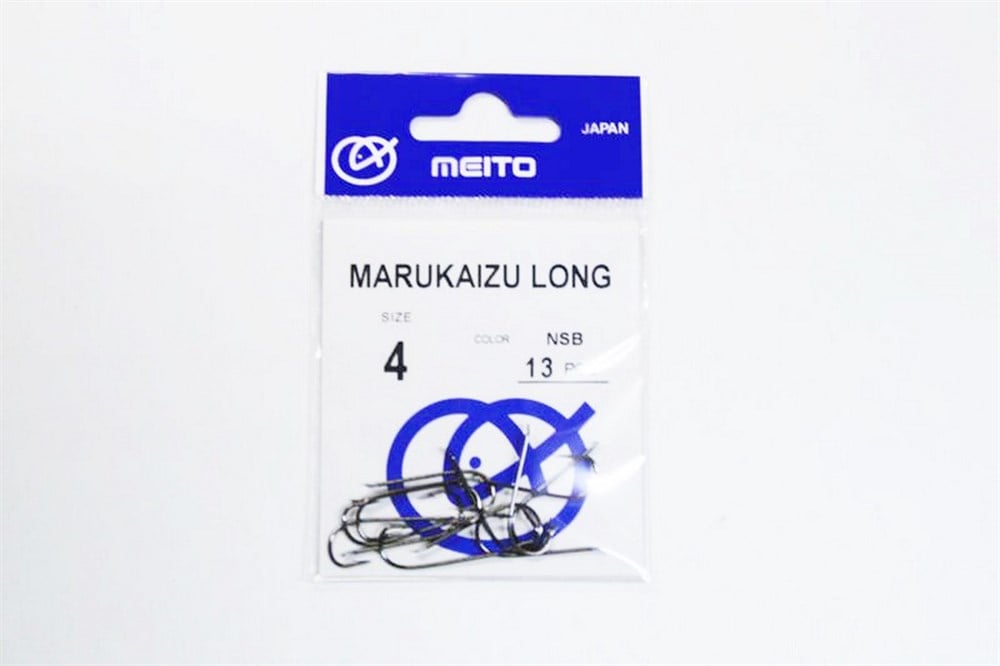 JAPAN
MEITO
MARUKAIZU LONG
SIZE
4
COLOR NSB
13